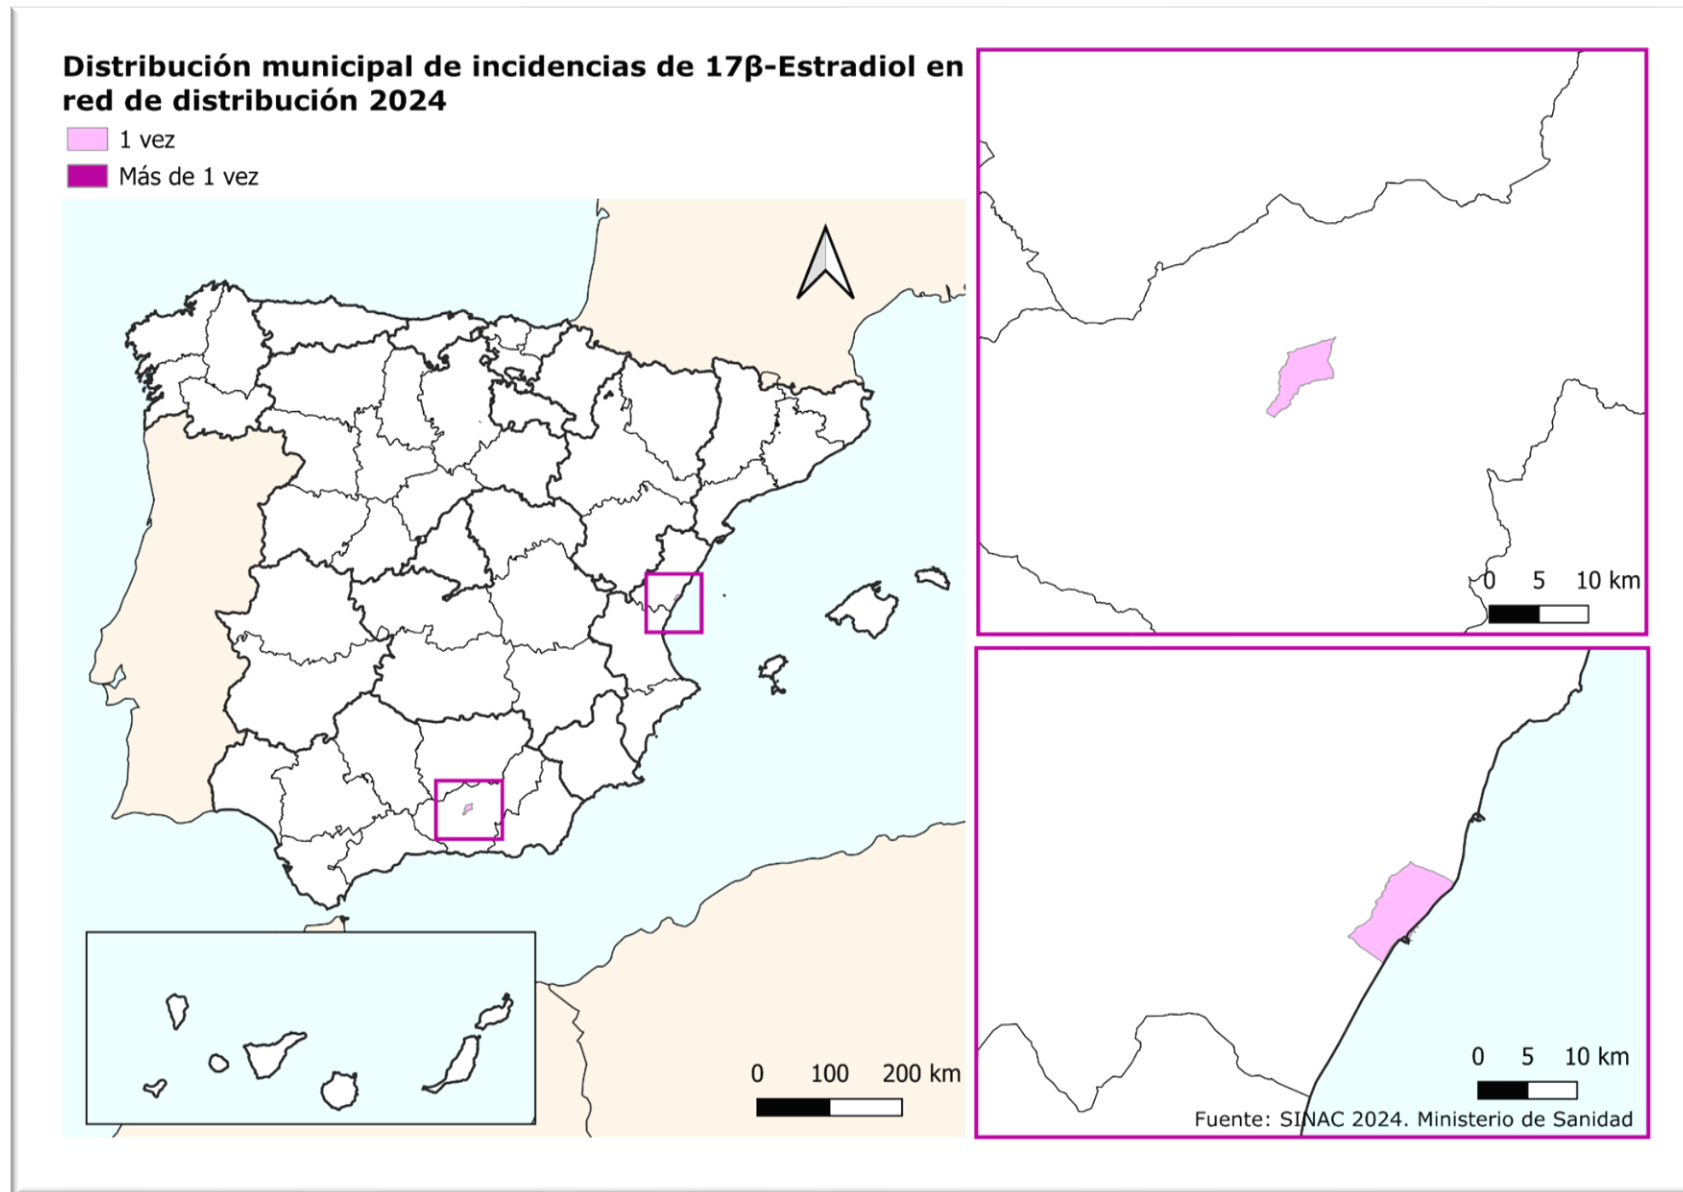 Distribución municipal de incidencias de 17β-Estradiol en
red de distribución 2024
1 vez
Más de 1 vez
0 5 10 km
0 5 10 km
0 100 200 km
Fuente: SINAC 2024. Ministerio de Sanidad